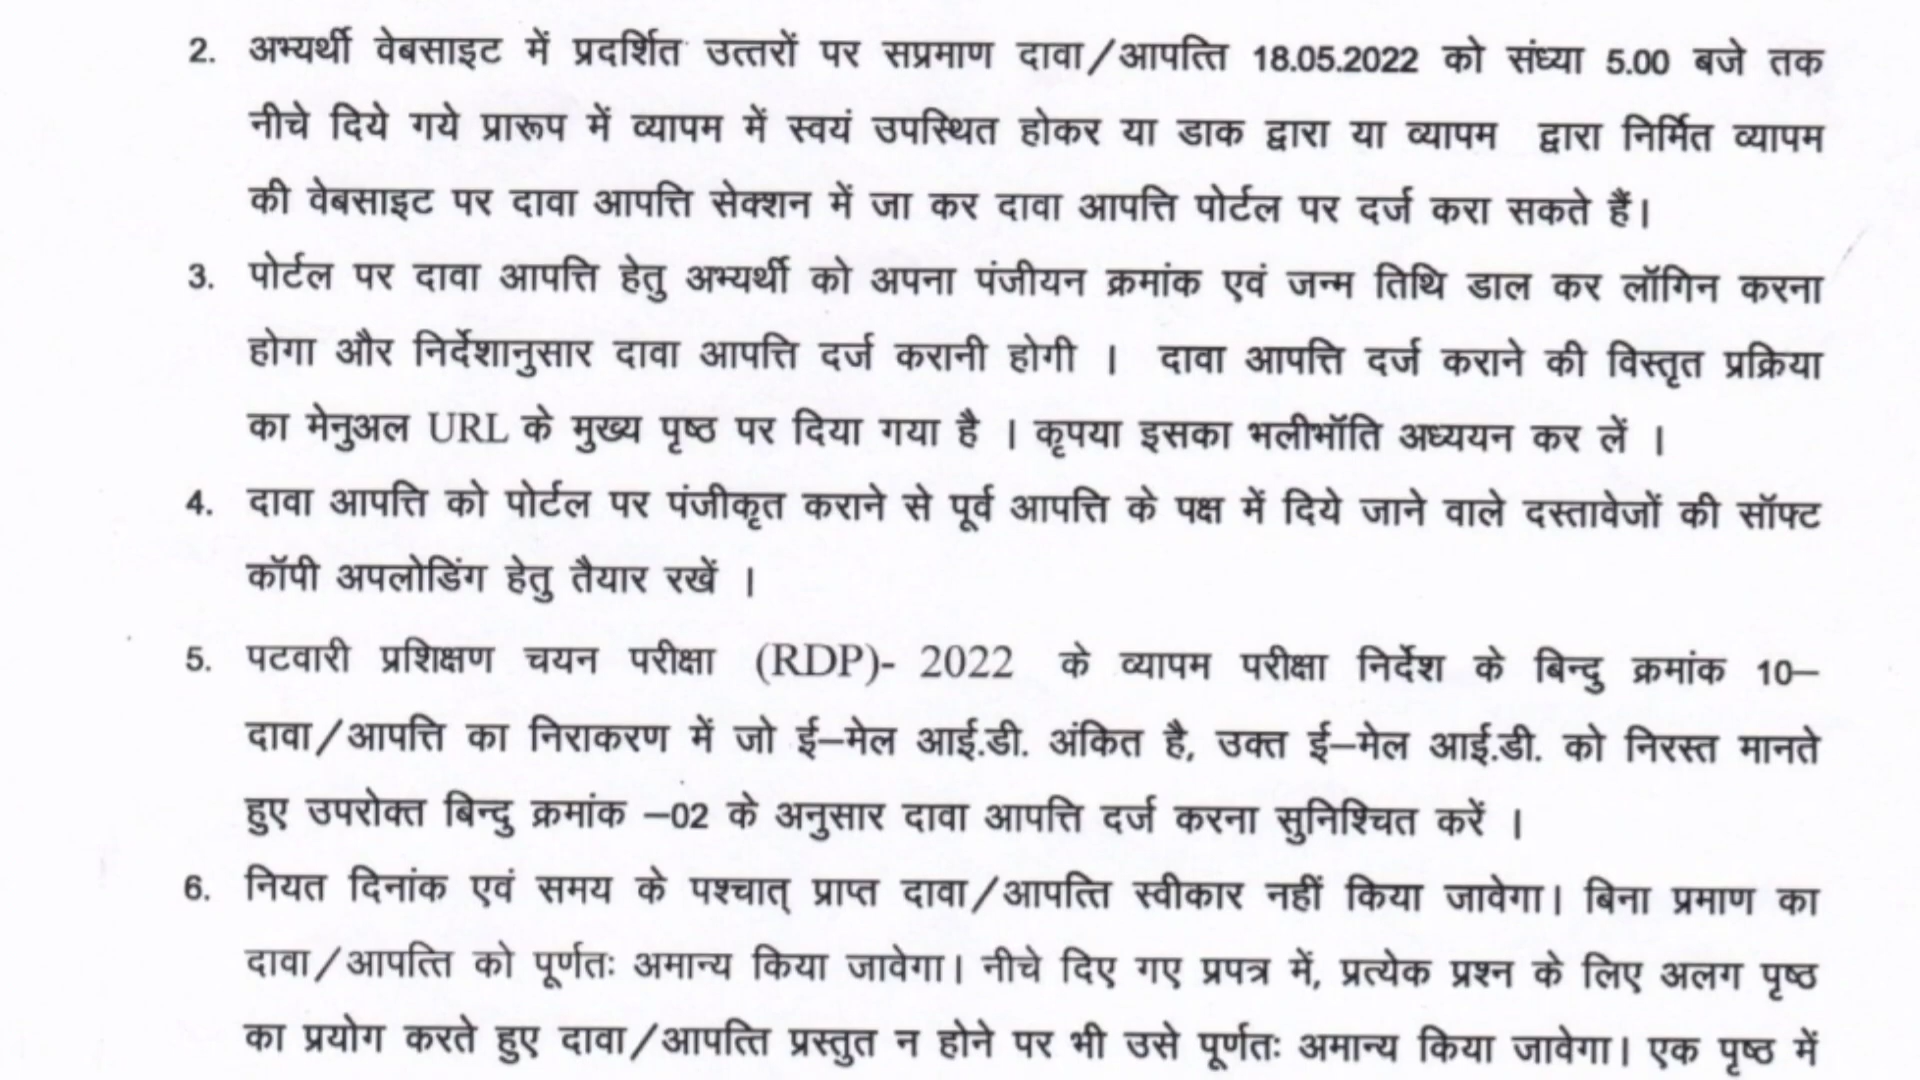 2. अभ्यर्थी वेबसाइट में प्रदर्शित उत्तरों पर सप्रमाण दावा/आपत्ति 18.05.2022 को संध्या 5.00 बजे तक
नीचे दिये गये प्रारूप में व्यापम में स्वयं उपस्थित होकर या डाक द्वारा या व्यापम द्वारा निर्मित व्यापम
की वेबसाइट पर दावा आपत्ति सेक्शन में जा कर दावा आपत्ति पोर्टल पर दर्ज करा सकते हैं।
3. पोर्टल पर दावा आपत्ति हेतु अभ्यर्थी को अपना पंजीयन क्रमांक एवं जन्म तिथि डाल कर लॉगिन करना
होगा और निर्देशानुसार दावा आपत्ति दर्ज करानी होगी । दावा आपत्ति दर्ज कराने की विस्तृत प्रक्रिया
का मेनुअल URL के मुख्य पृष्ठ पर दिया गया है । कृपया इसका भलीभॉति अध्ययन कर लें ।
4. दावा आपत्ति को पोर्टल पर पंजीकृत कराने से पूर्व आपत्ति के पक्ष में दिये जाने वाले दस्तावेजों की सॉफ्ट
कॉपी अपलोडिंग हेतु तैयार रखें ।
5. पटवारी प्रशिक्षण चयन परीक्षा (RDP)- 2022 के व्यापम परीक्षा निर्देश के बिन्दु क्रमांक 10–
दावा/आपत्ति का निराकरण में जो ई–मेल आई.डी. अंकित है, उक्त ई–मेल आई.डी. को निरस्त मानते
हुए उपरोक्त बिन्दु क्रमांक –02 के अनुसार दावा आपत्ति दर्ज करना सुनिश्चित करें ।
6. नियत दिनांक एवं समय के पश्चात् प्राप्त दावा/आपत्ति स्वीकार नहीं किया जावेगा। बिना प्रमाण का
दावा/आपत्ति को पूर्णतः अमान्य किया जावेगा। नीचे दिए गए प्रपत्र में, प्रत्येक प्रश्न के लिए अलग पृष्ठ
का प्रयोग करते हुए दावा/आपत्ति प्रस्तुत न होने पर भी उसे पूर्णतः अमान्य किया जावेगा। एक पृष्ठ में